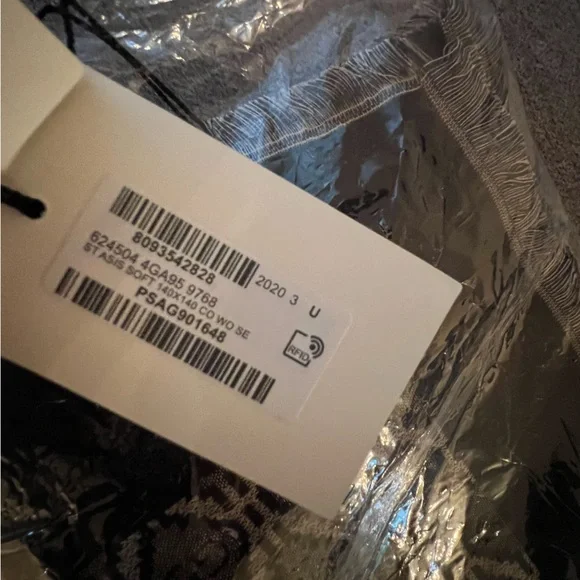 8093542828
2020 3 U
624504 4GA95 9768
ST ASIS SOFT 140X140 CO WO SE
PSAG901648
RFID